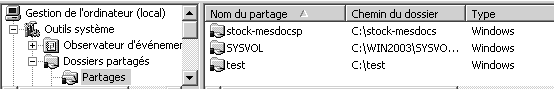 Gestion de l'ordinateur (local)
Outils système
Observateur d'événemer
Dossiers partagés
Partages
Nom du partage Chemin du dossier Type
stock-mesdocsp C:\stock-mesdocs Windows
SYSVOL C:\WIN2003\SYSVO... Windows
test C:\test Windows